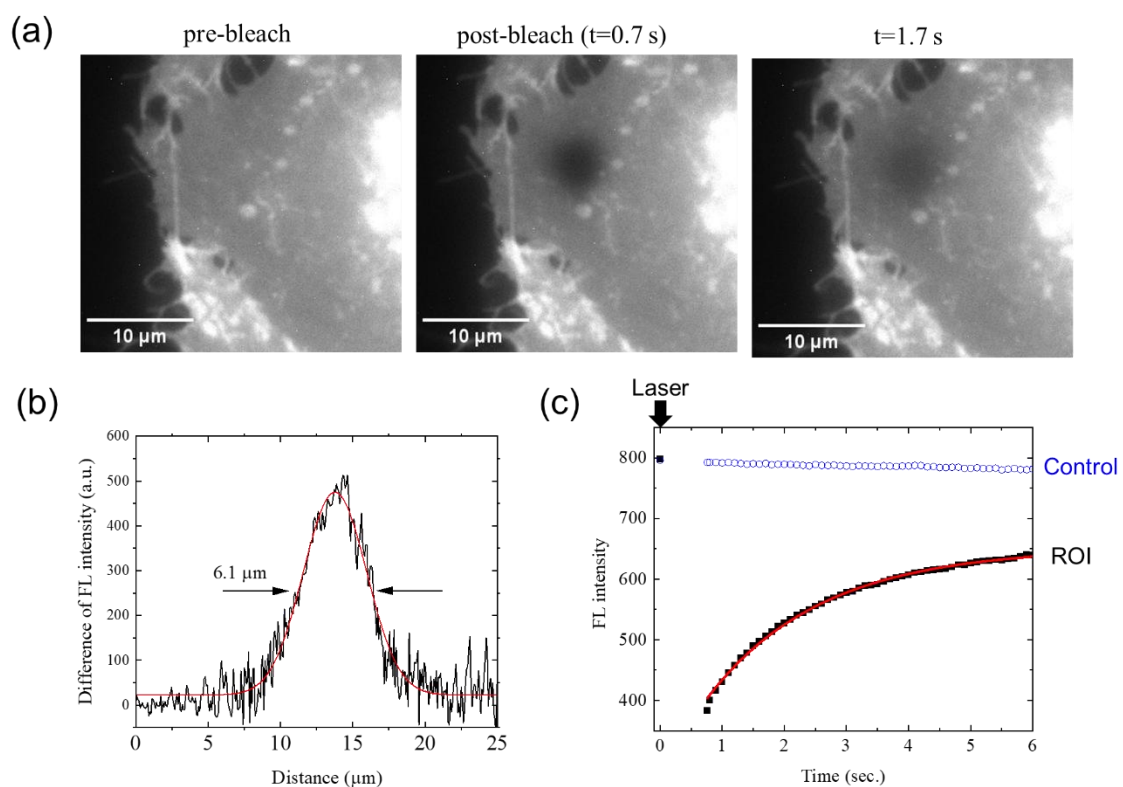 (a)
pre-bleach
post-bleach (t=0.7 s)
t=1.7 s
10 µm
10 µm
10 µm
(b)
Difference of FL intensity (a.u.)
600
500
400
300
200
100
0
6.1 µm
0
5
10
15
20
25
Distance (µm)
(c)
Laser
FL intensity
800
700
600
500
400
Control
ROI
0
1
2
3
4
5
6
Time (sec.)